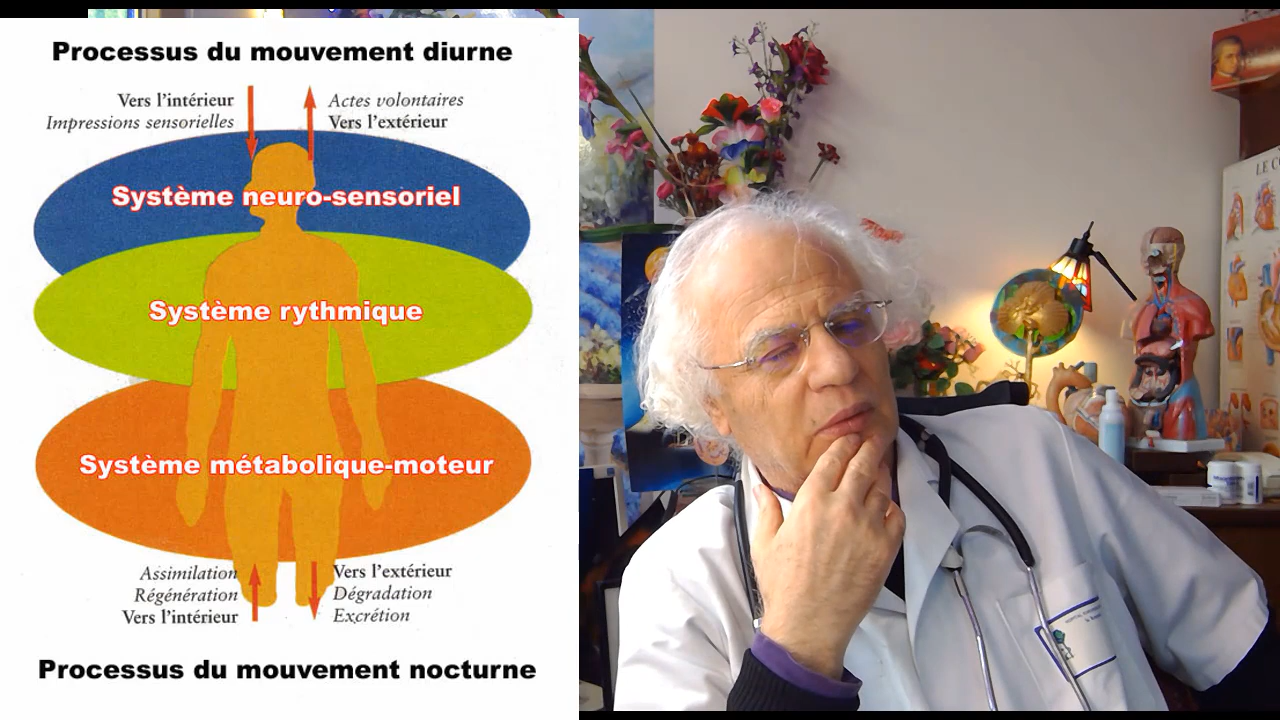 Processus du mouvement diurne
Vers l'intérieur
Impressions sensorielles
Actes volontaires
Vers l'extérieur
Système neuro-sensoriel
Système rythmique
Système métabolique-moteur
Assimilation
Régénération
Vers l'intérieur
Vers l'extérieur
Dégradation
Excrétion
Processus du mouvement nocturne
LE C